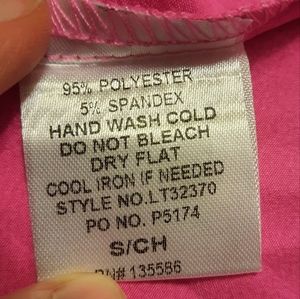 95% POLYESTER
5% SPANDEX
HAND WASH COLD
DO NOT BLEACH
DRY FLAT
COOL IRON IF NEEDED
STYLE NO.LT32370
PO NO. P5174
S/CH
RN# 135586